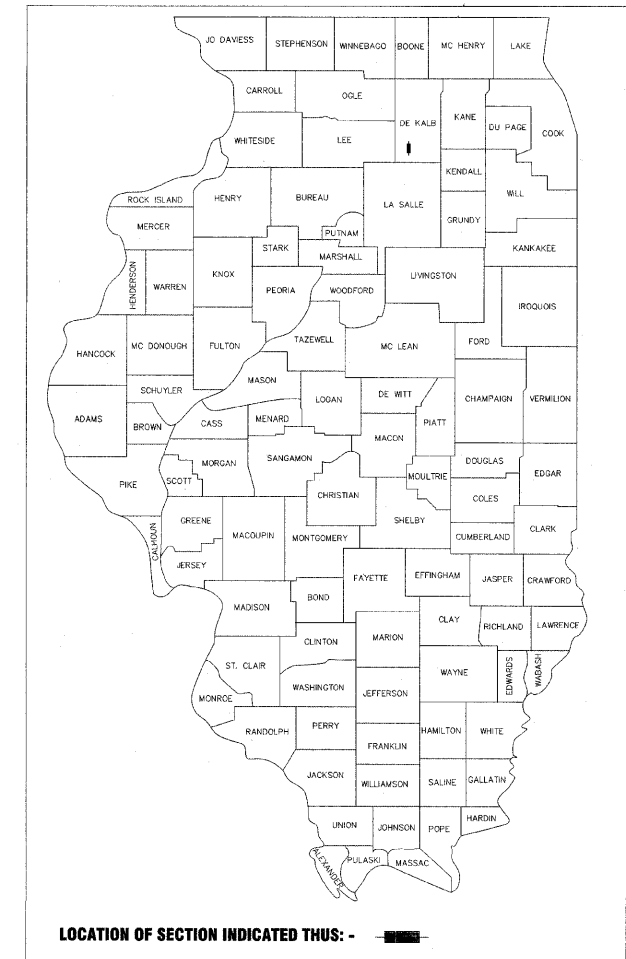 JO DAVIESS STEPHENSON WINNEBAGO BOONE MC HENRY LAKE
CARROLL OGLE DE KALB KANE DU PAGE COOK
WHITESIDE LEE KENDALL WILL
ROCK ISLAND HENRY BUREAU LA SALLE GRUNDY
MERCER PUTNAM KANKAKEE
STARK MARSHALL
HENDERSON WARREN KNOX PEORIA WOODFORD LIVINGSTON IROQUOIS
HANCOCK MC DONOUGH FULTON TAZEWELL MC LEAN FORD
SCHUYLER MASON LOGAN DE WITT CHAMPAIGN VERMILION
ADAMS BROWN CASS MENARD MACON PIATT
PIKE SCOTT MORGAN SANGAMON CHRISTIAN MOULTRIE DOUGLAS EDGAR
COLES
CALHOUN GREENE MACOUPIN MONTGOMERY SHELBY CUMBERLAND CLARK
JERSEY FAYETTE EFFINGHAM JASPER CRAWFORD
MADISON BOND CLAY RICHLAND LAWRENCE
CLINTON MARION
ST. CLAIR WASHINGTON JEFFERSON WAYNE EDWARDS WABASH
MONROE
RANDOLPH PERRY FRANKLIN HAMILTON WHITE
JACKSON WILLIAMSON SALINE GALLATIN
UNION JOHNSON POPE HARDIN
ALEXANDER PULASKI MASSAC
LOCATION OF SECTION INDICATED THUS: -